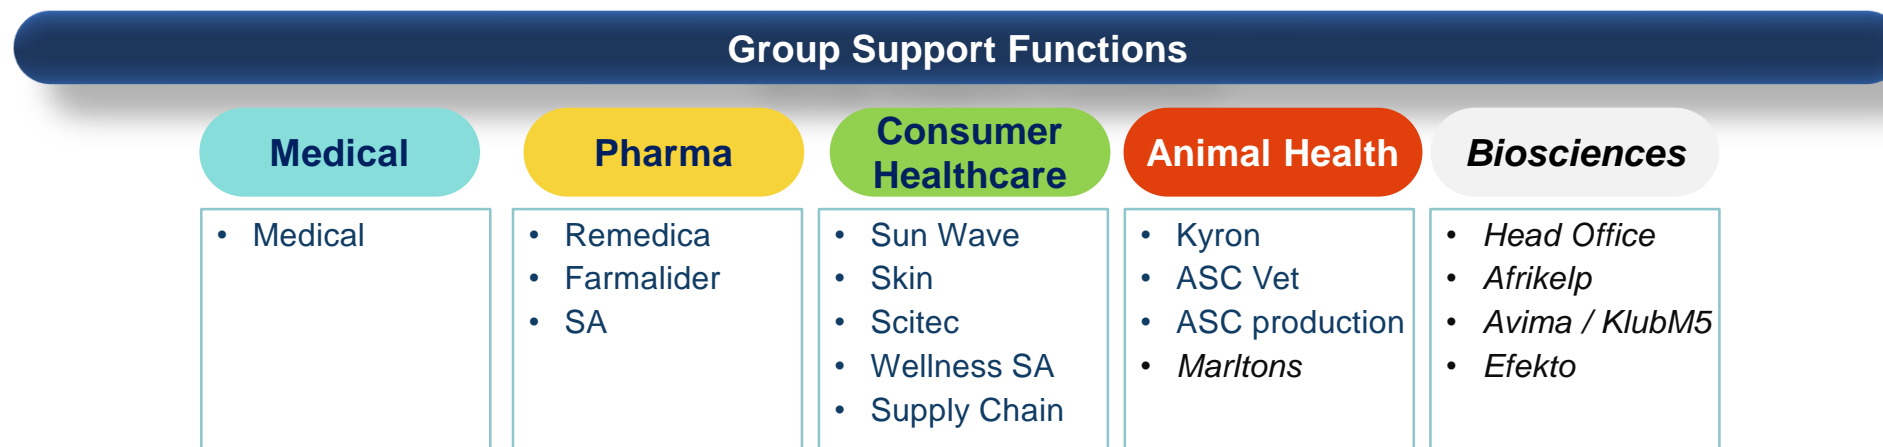 Group Support Functions
Medical
Pharma
Consumer
Healthcare
Animal Health
Biosciences
• Medical
• Remedica
• Farmalider
• SA
• Sun Wave
• Skin
• Scitec
• Wellness SA
• Supply Chain
• Kyron
• ASC Vet
• ASC production
• Marltons
• Head Office
• Afrikelp
• Avima / KlubM5
• Efekto